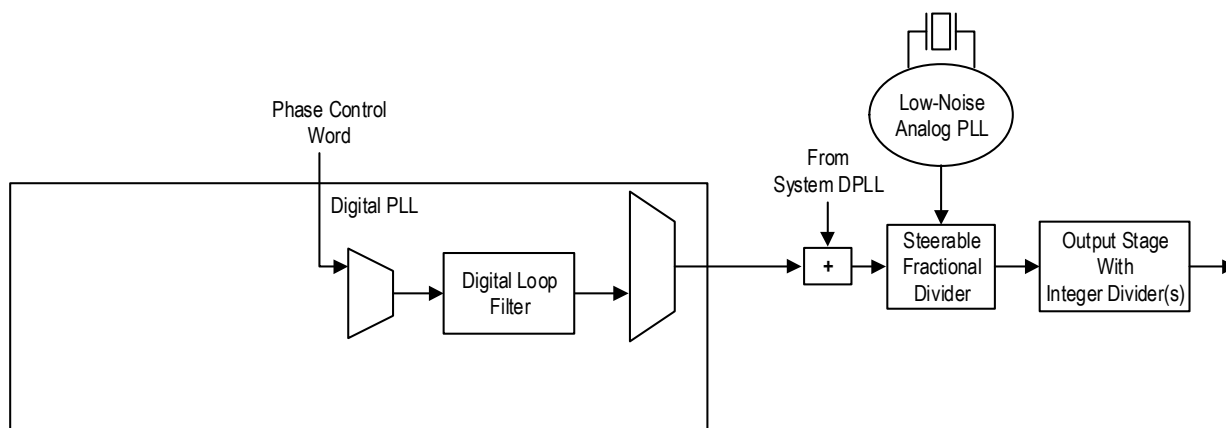 Phase Control
Word
Digital PLL
Digital Loop
Filter
From
System DPLL
+
Low-Noise
Analog PLL
Steerable
Fractional
Divider
Output Stage
With
Integer Divider(s)